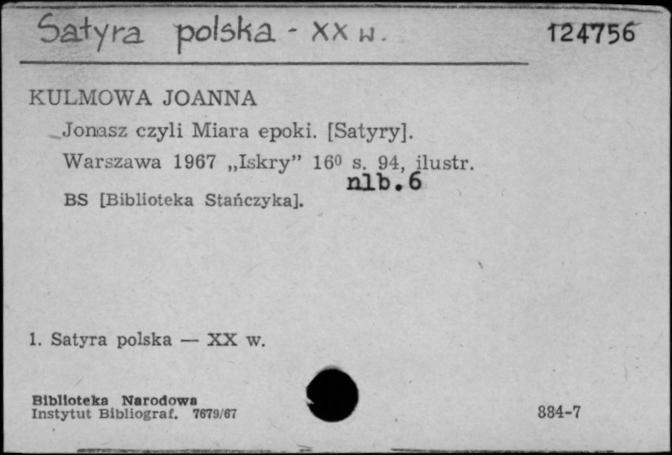 Satyra polska - XX w. 124756
KULMOWA JOANNA
Jonasz czyli Miara epoki. [Satyry].
Warszawa 1967 „Iskry” 16⁰ s. 94, ilustr.
nlb.6
BS [Biblioteka Stańczyka].
1. Satyra polska — XX w.
Biblioteka Narodowa
Instytut Bibliograf. 7679/67 884-7